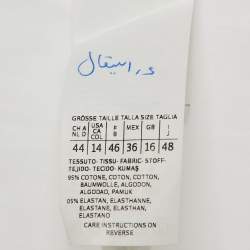 GRÖSSE TAILLE TALLA SIZE TAGLIA
CH A NL D USA CA COL F B MEX GB I J
44 14 46 36 16 48
TESSUTO-TISSU-FABRIC-STOFF-
TEJIDO-TECIDO-KUMAŞ
95% COTONE, COTON, COTTON,
BAUMWOLLE, ALGODON,
ALGODAO, PAMUK
05% ELASTAN, ELASTHANNE,
ELASTANE, ELASTHAN,
ELASTANO
CARE INSTRUCTIONS ON
REVERSE